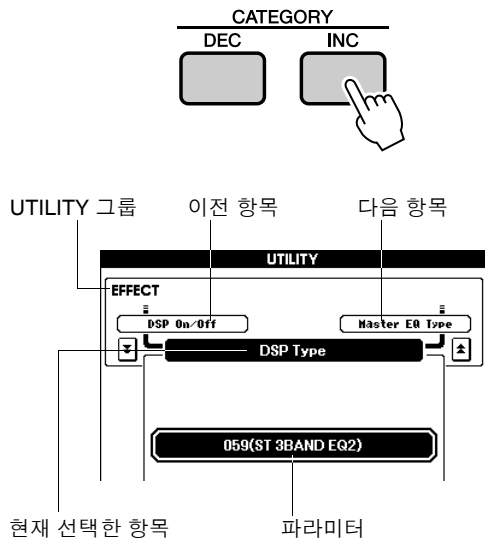 CATEGORY
DEC INC
UTILITY 그룹 이전 항목 다음 항목
UTILITY
EFFECT
DSP On/Off Master EQ Type
DSP Type
059(ST 3BAND EQ2)
현재 선택한 항목 파라미터